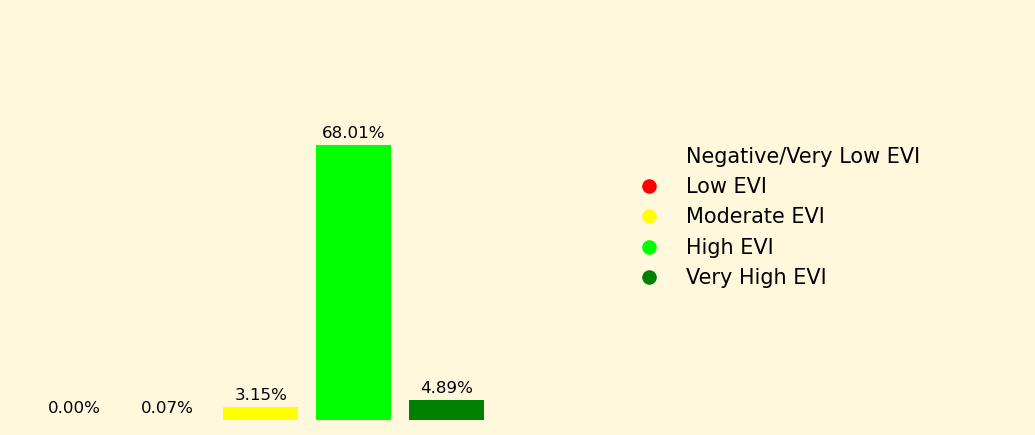 68.01%
4.89%
3.15%
0.00%
0.07%
Negative/Very Low EVI
Low EVI
Moderate EVI
High EVI
Very High EVI